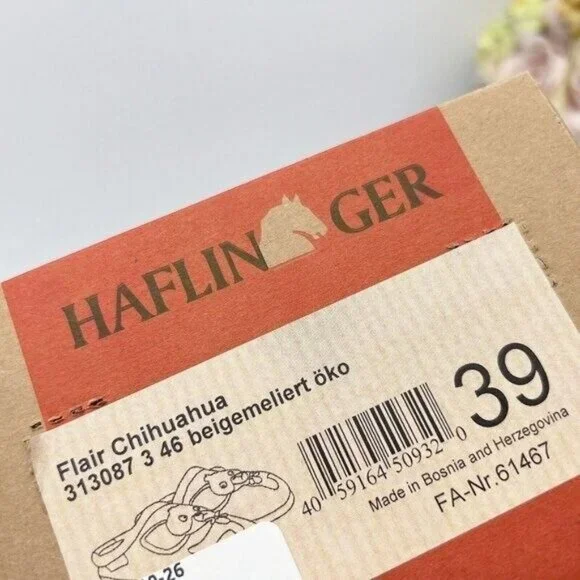 HAFLINGER
Flair Chihuahua
313087 3 46 beigemeliert öko
39
40 59164 50932 0
Made in Bosnia and Herzegovina
FA-Nr.61467